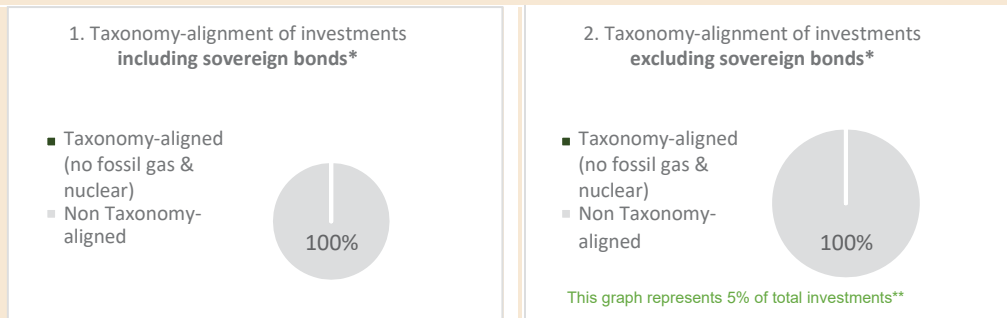 1. Taxonomy-alignment of investments
including sovereign bonds*
Taxonomy-aligned
(no fossil gas &
nuclear)
Non Taxonomy-
aligned
100%
2. Taxonomy-alignment of investments
excluding sovereign bonds*
Taxonomy-aligned
(no fossil gas &
nuclear)
Non Taxonomy-
aligned
100%
This graph represents 5% of total investments**